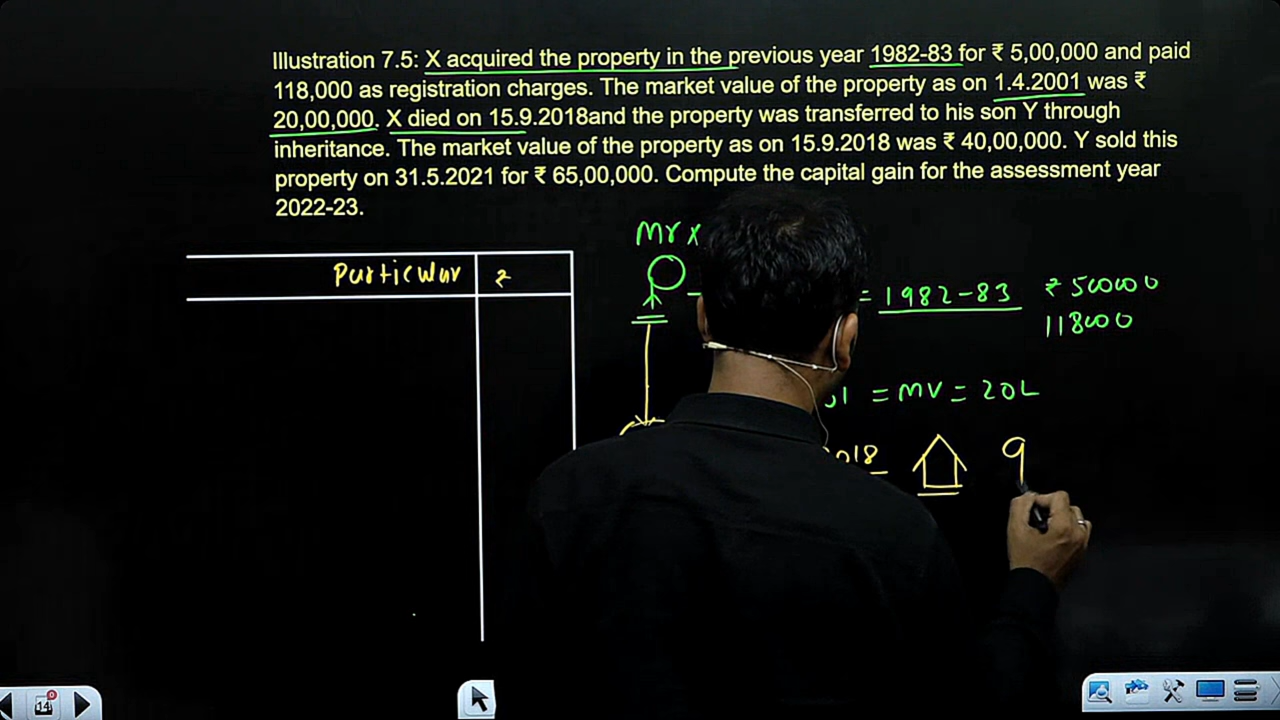 Illustration 7.5: X acquired the property in the previous year 1982-83 for ₹ 5,00,000 and paid
118,000 as registration charges. The market value of the property as on 1.4.2001 was ₹
20,00,000. X died on 15.9.2018and the property was transferred to his son Y through
inheritance. The market value of the property as on 15.9.2018 was ₹ 40,00,000. Y sold this
property on 31.5.2021 for ₹ 65,00,000. Compute the capital gain for the assessment year
2022-23.
Mr X
Particular ₹
= 1982-83 ₹ 500000
118000
01 = MV = 20L
2018 9
14